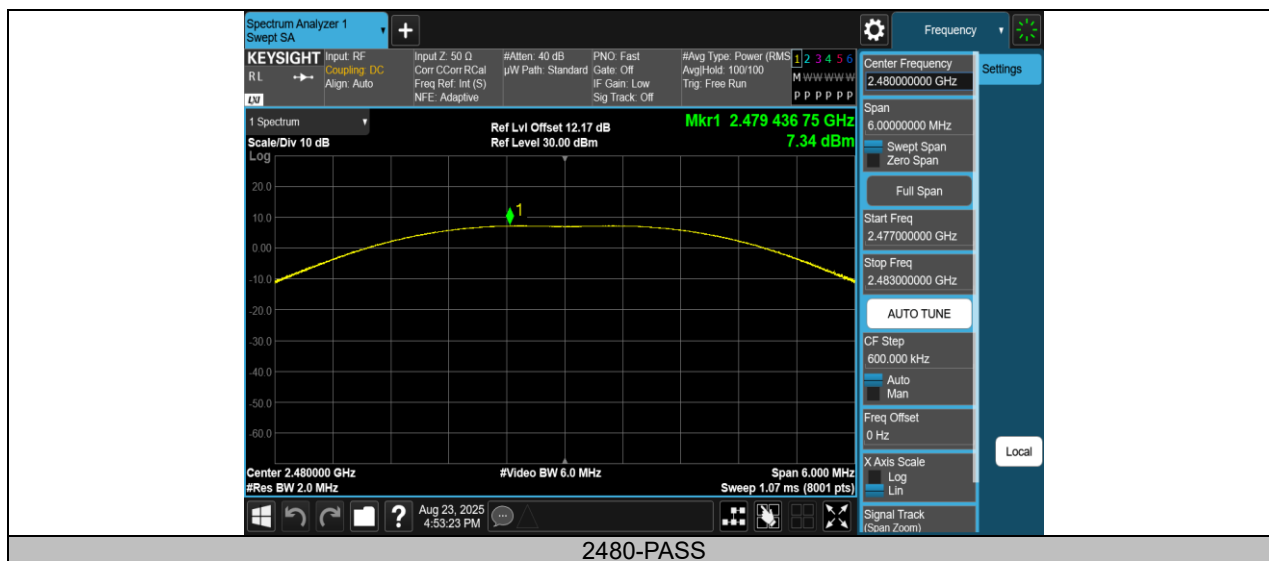 Spectrum Analyzer 1
Swept SA
+
Frequency
KEYSIGHT
R L
LXI
Input: RF
Coupling: DC
Align: Auto
Input Z: 50 Ω
Corr CCorr RCal
Freq Ref: Int (S)
NFE: Adaptive
#Atten: 40 dB
µW Path: Standard
PNO: Fast
Gate: Off
IF Gain: Low
Sig Track: Off
#Avg Type: Power (RMS
Avg|Hold: 100/100
Trig: Free Run
1 2 3 4 5 6
M W W W W W
P P P P P P
1 Spectrum
Scale/Div 10 dB
Log
Ref Lvl Offset 12.17 dB
Ref Level 30.00 dBm
Mkr1 2.479 436 75 GHz
7.34 dBm
1
20.0
10.0
0.00
-10.0
-20.0
-30.0
-40.0
-50.0
-60.0
Center 2.480000 GHz
#Res BW 2.0 MHz
#Video BW 6.0 MHz
Span 6.000 MHz
Sweep 1.07 ms (8001 pts)
Center Frequency
2.480000000 GHz
Settings
Span
6.00000000 MHz
Swept Span
Zero Span
Full Span
Start Freq
2.477000000 GHz
Stop Freq
2.483000000 GHz
AUTO TUNE
CF Step
600.000 kHz
Auto
Man
Freq Offset
0 Hz
X Axis Scale
Log
Lin
Local
Signal Track
(Span Zoom)
?
Aug 23, 2025
4:53:23 PM
2480-PASS